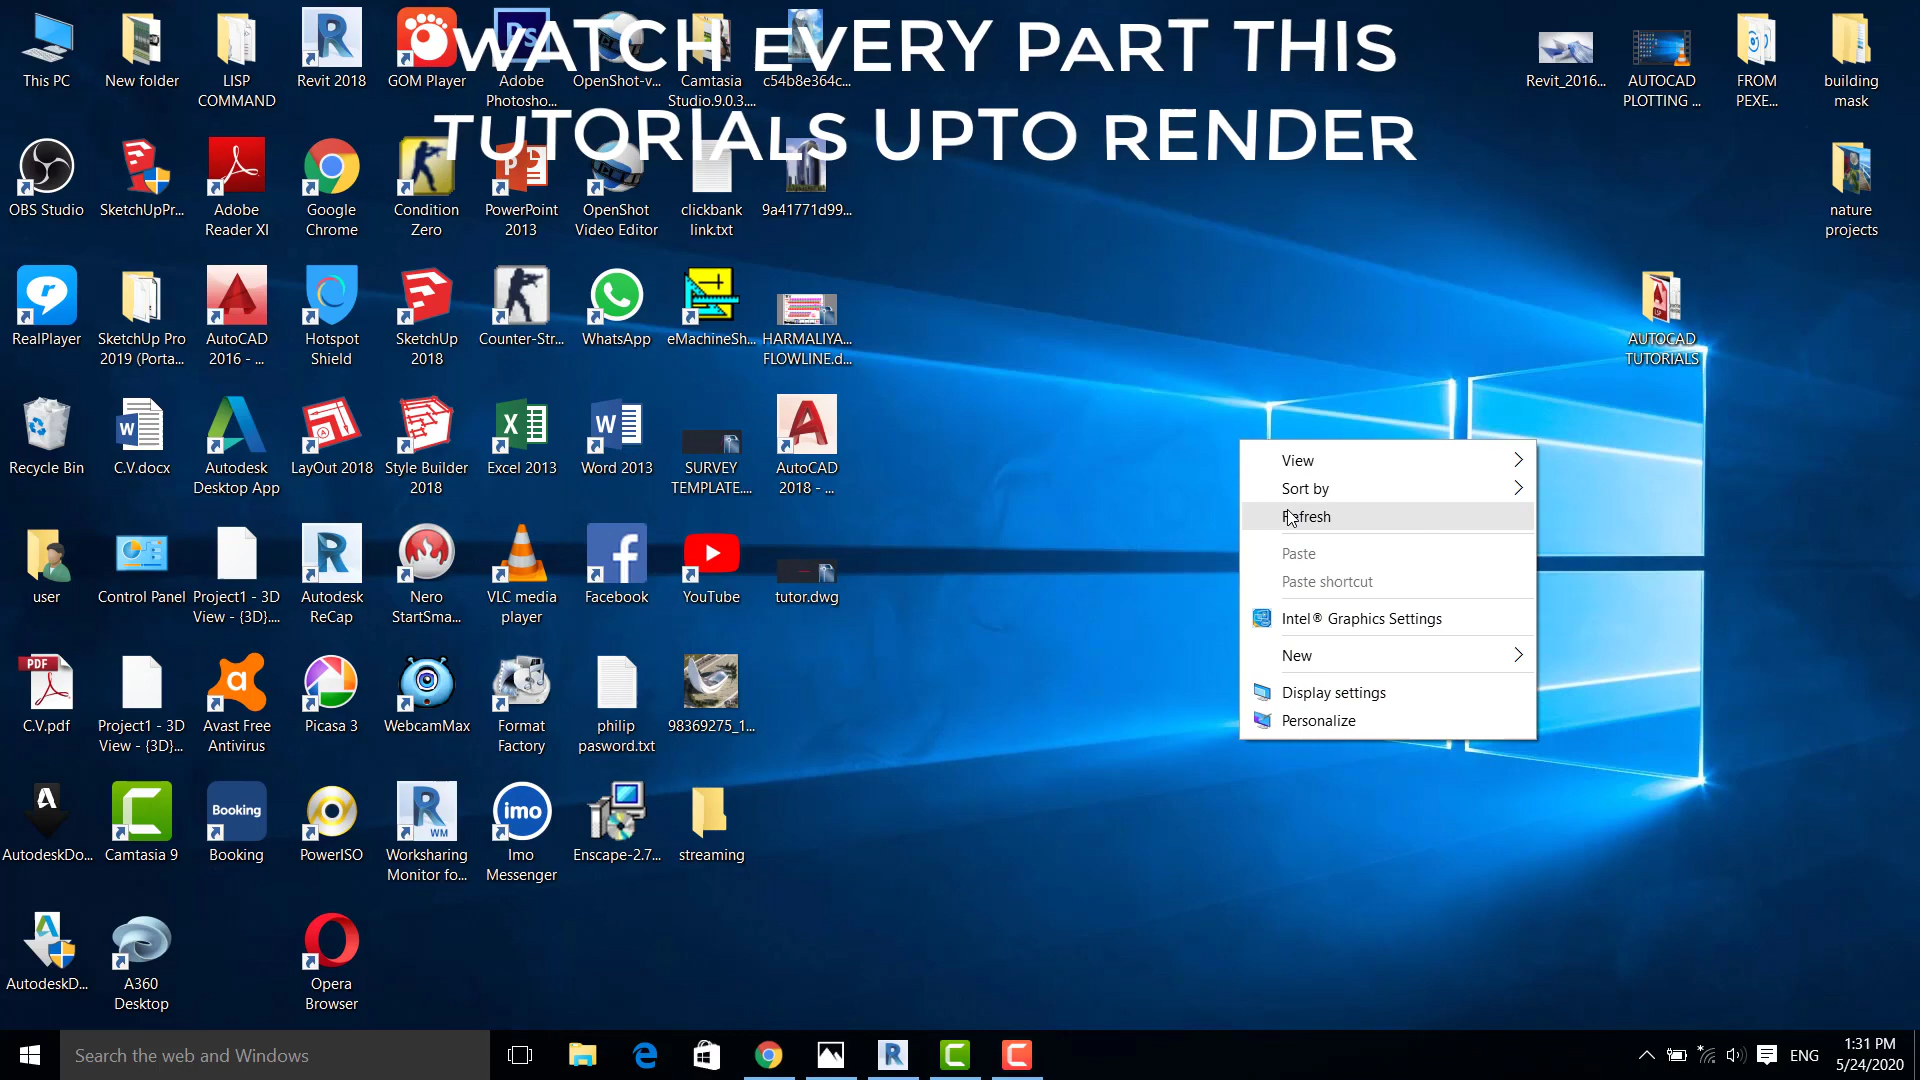 WATCH EVERY PART THIS
TUTORIALS UPTO RENDER
This PC
New folder
LISP
COMMAND
Revit 2018
GOM Player
Adobe
Photosho...
OpenShot-v...
Camtasia
Studio.9.0.3....
c54b8e364c...
Revit_2016...
AUTOCAD
PLOTTING ...
FROM
PEXE...
building
mask
OBS Studio
SketchUpPr...
Adobe
Reader XI
Google
Chrome
Condition
Zero
PowerPoint
2013
OpenShot
Video Editor
clickbank
link.txt
9a41771d99...
nature
projects
RealPlayer
SketchUp Pro
2019 (Porta...
AutoCAD
2016 - ...
Hotspot
Shield
SketchUp
2018
Counter-Str...
WhatsApp
eMachineSh...
HARMALIYA...
FLOWLINE.d...
AUTOCAD
TUTORIALS
Recycle Bin
C.V.docx
Autodesk
Desktop App
LayOut 2018
Style Builder
2018
Excel 2013
Word 2013
SURVEY
TEMPLATE....
AutoCAD
2018 - ...
View
Sort by
Refresh
Paste
Paste shortcut
Intel® Graphics Settings
New
Display settings
Personalize
user
Control Panel
Project1 - 3D
View - {3D}....
Autodesk
ReCap
Nero
StartSma...
VLC media
player
Facebook
YouTube
tutor.dwg
PDF
C.V.pdf
Project1 - 3D
View - {3D}...
Avast Free
Antivirus
Picasa 3
WebcamMax
Format
Factory
philip
pasword.txt
98369275_1...
AutodeskDo...
Camtasia 9
Booking
Booking
PowerISO
WM
Worksharing
Monitor fo...
imo
Imo
Messenger
Enscape-2.7...
streaming
AutodeskD...
A360
Desktop
Opera
Browser
Search the web and Windows
ENG
1:31 PM
5/24/2020